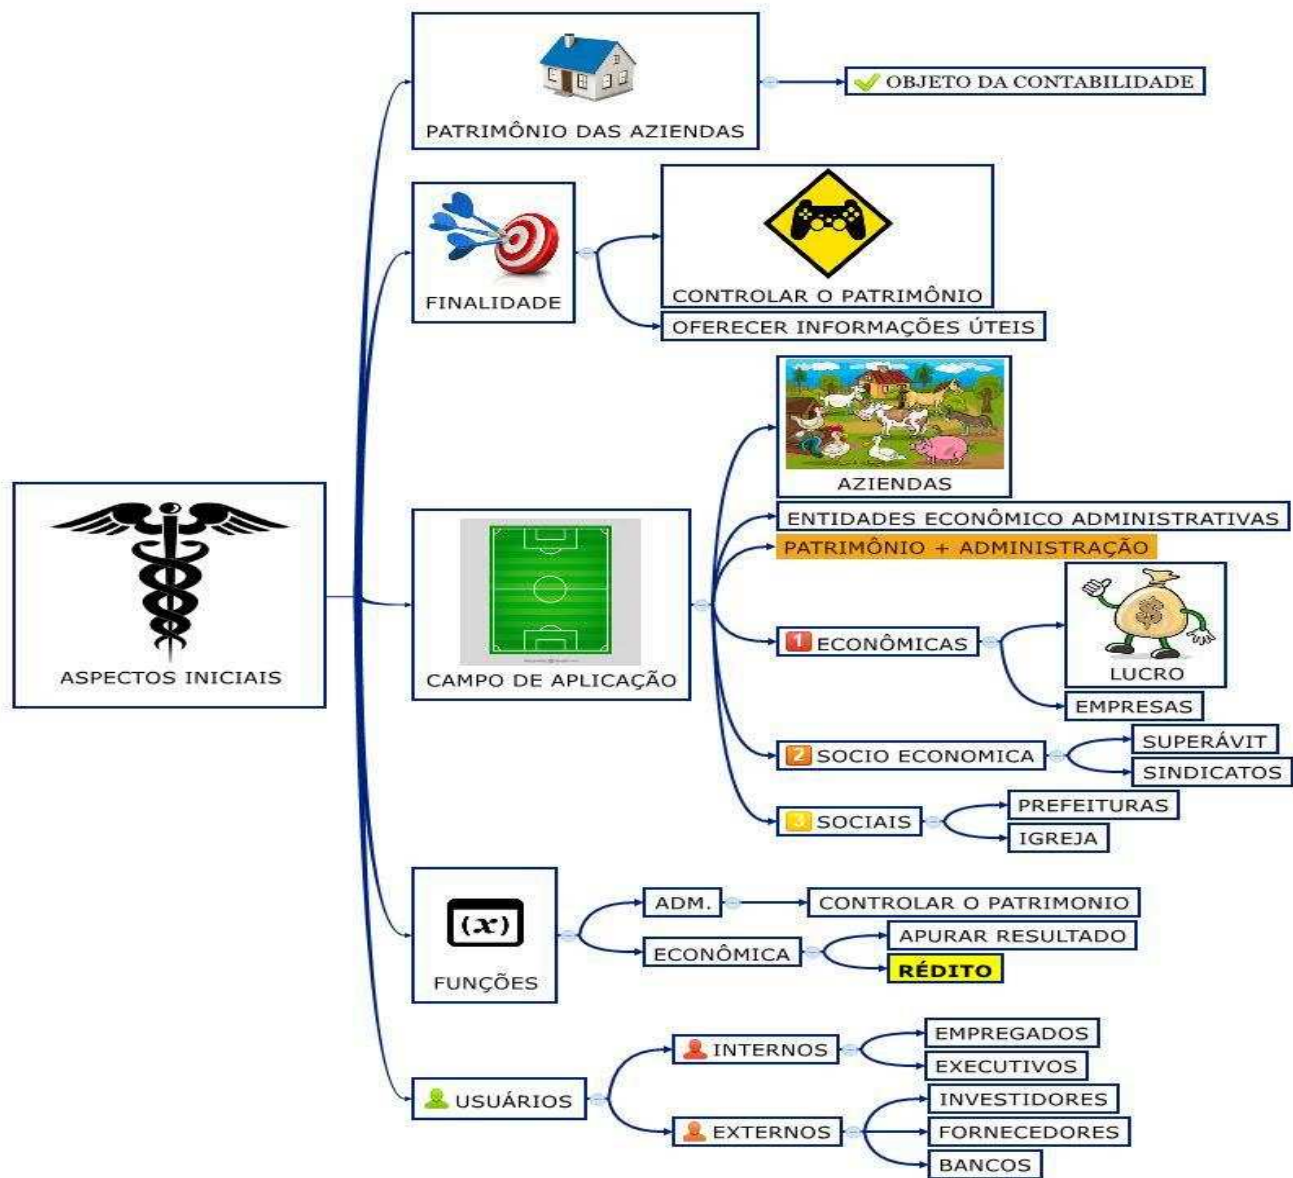 PATRIMÔNIO DAS AZIENDAS
OBJETO DA CONTABILIDADE
FINALIDADE
CONTROLAR O PATRIMÔNIO
OFERECER INFORMAÇÕES ÚTEIS
ASPECTOS INICIAIS
CAMPO DE APLICAÇÃO
AZIENDAS
ENTIDADES ECONÔMICO ADMINISTRATIVAS
PATRIMÔNIO + ADMINISTRAÇÃO
1 ECONÔMICAS
$
LUCRO
EMPRESAS
2 SOCIO ECONOMICA
SUPERÁVIT
SINDICATOS
3 SOCIAIS
PREFEITURAS
IGREJA
(x)
FUNÇÕES
ADM.
CONTROLAR O PATRIMONIO
ECONÔMICA
APURAR RESULTADO
RÉDITO
USUÁRIOS
INTERNOS
EMPREGADOS
EXECUTIVOS
EXTERNOS
INVESTIDORES
FORNECEDORES
BANCOS